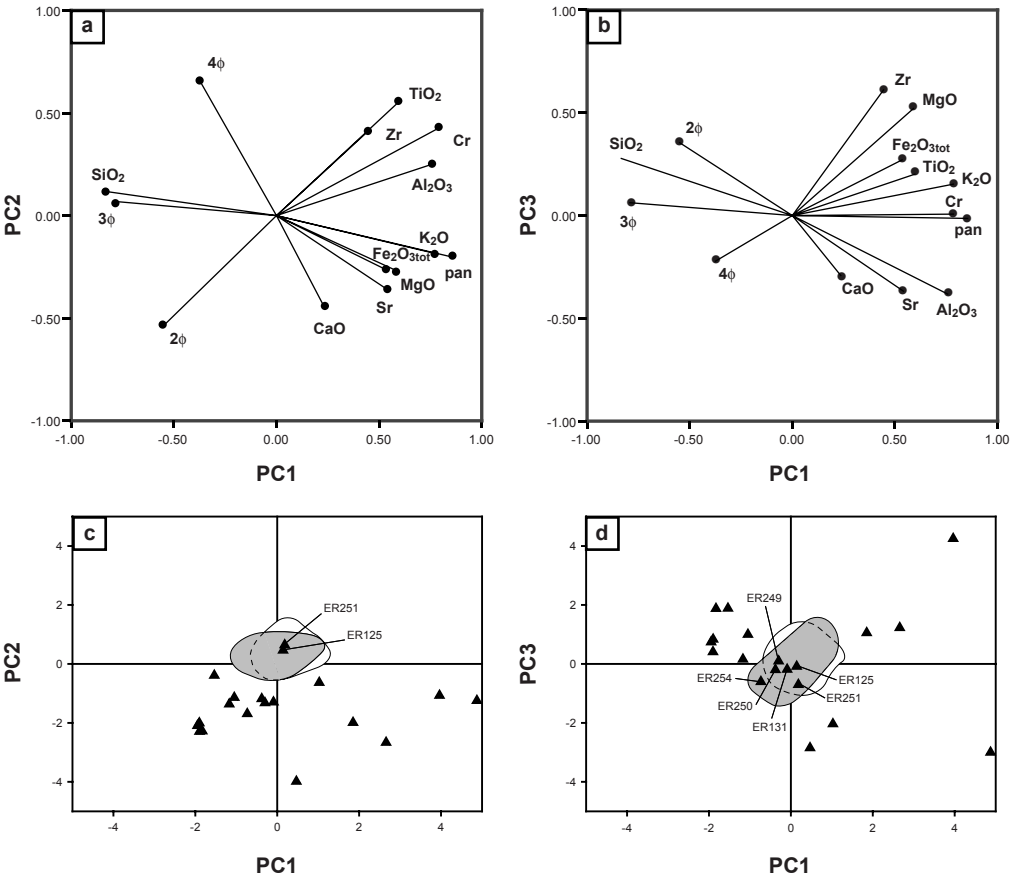 a
1.00
0.50
0.00
-0.50
-1.00
-1.00
-0.50
0.00
0.50
1.00
PC2
PC1
4ϕ
TiO₂
Zr
Cr
Al₂O₃
SiO₂
3ϕ
K₂O
Fe₂O₃tot
pan
MgO
Sr
CaO
2ϕ
b
1.00
0.50
0.00
-0.50
-1.00
-1.00
-0.50
0.00
0.50
1.00
PC3
PC1
Zr
MgO
2ϕ
SiO₂
Fe₂O₃tot
TiO₂
K₂O
Cr
3ϕ
pan
4ϕ
CaO
Sr
Al₂O₃
c
4
2
0
-2
-4
-4
-2
0
2
4
PC2
PC1
ER251
ER125
d
4
2
0
-2
-4
-4
-2
0
2
4
PC3
PC1
ER249
ER254
ER125
ER250
ER251
ER131